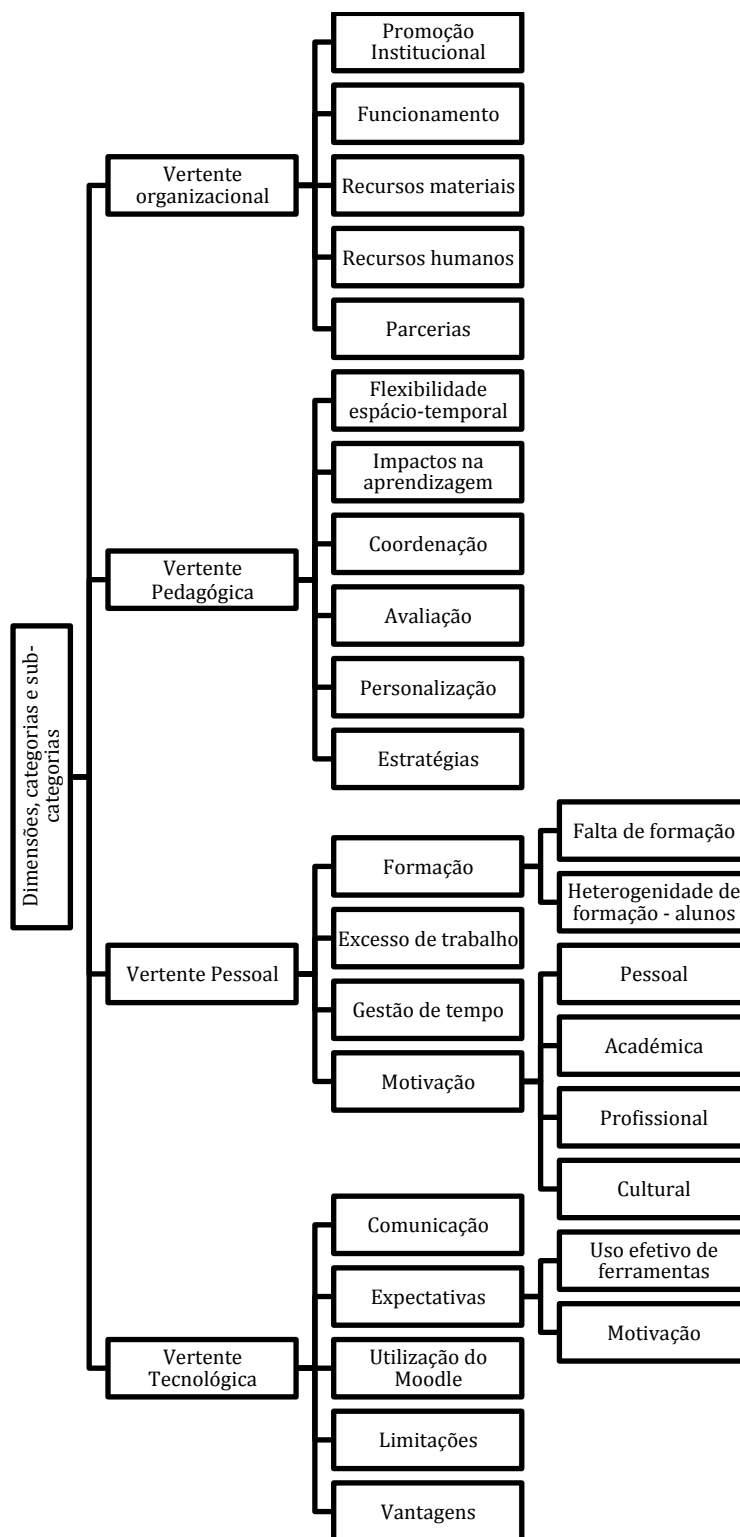 Dimensões, categorias e sub-
categorias
Vertente
organizacional
Promoção
Institucional
Funcionamento
Recursos materiais
Recursos humanos
Parcerias
Vertente
Pedagógica
Flexibilidade
espácio-temporal
Impactos na
aprendizagem
Coordenação
Avaliação
Personalização
Estratégias
Vertente Pessoal
Formação
Falta de formação
Heterogenidade de
formação - alunos
Excesso de trabalho
Gestão de tempo
Motivação
Pessoal
Académica
Profissional
Cultural
Vertente
Tecnológica
Comunicação
Expectativas
Uso efetivo de
ferramentas
Motivação
Utilização do
Moodle
Limitações
Vantagens